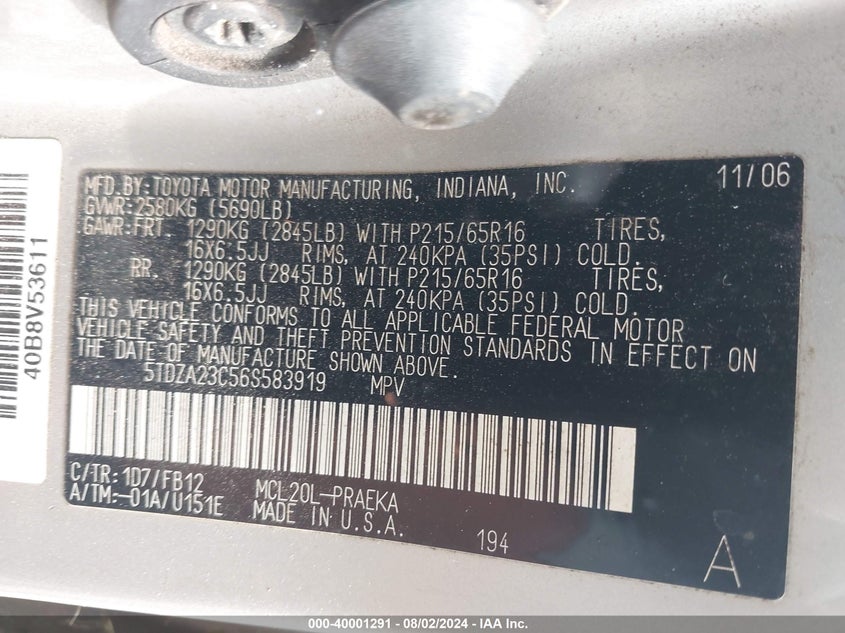 40B8V53611
MFD.BY:TOYOTA MOTOR MANUFACTURING, INDIANA, INC. 11/06
GVWR:2580KG (5690LB)
GAWR:FRT. 1290KG (2845LB) WITH P215/65R16 TIRES,
16X6.5JJ RIMS, AT 240KPA (35PSI) COLD.
RR. 1290KG (2845LB) WITH P215/65R16 TIRES,
16X6.5JJ RIMS, AT 240KPA (35PSI) COLD.
THIS VEHICLE CONFORMS TO ALL APPLICABLE FEDERAL MOTOR
VEHICLE SAFETY AND THEFT PREVENTION STANDARDS IN EFFECT ON
THE DATE OF MANUFACTURE SHOWN ABOVE.
5TDZA23C56S583919 MPV
C/TR:1D7/FB12 MCL20L-PRAEKA
A/TM:-01A/U151E MADE IN U.S.A. 194
A
000-40001291 - 08/02/2024 - IAA Inc.